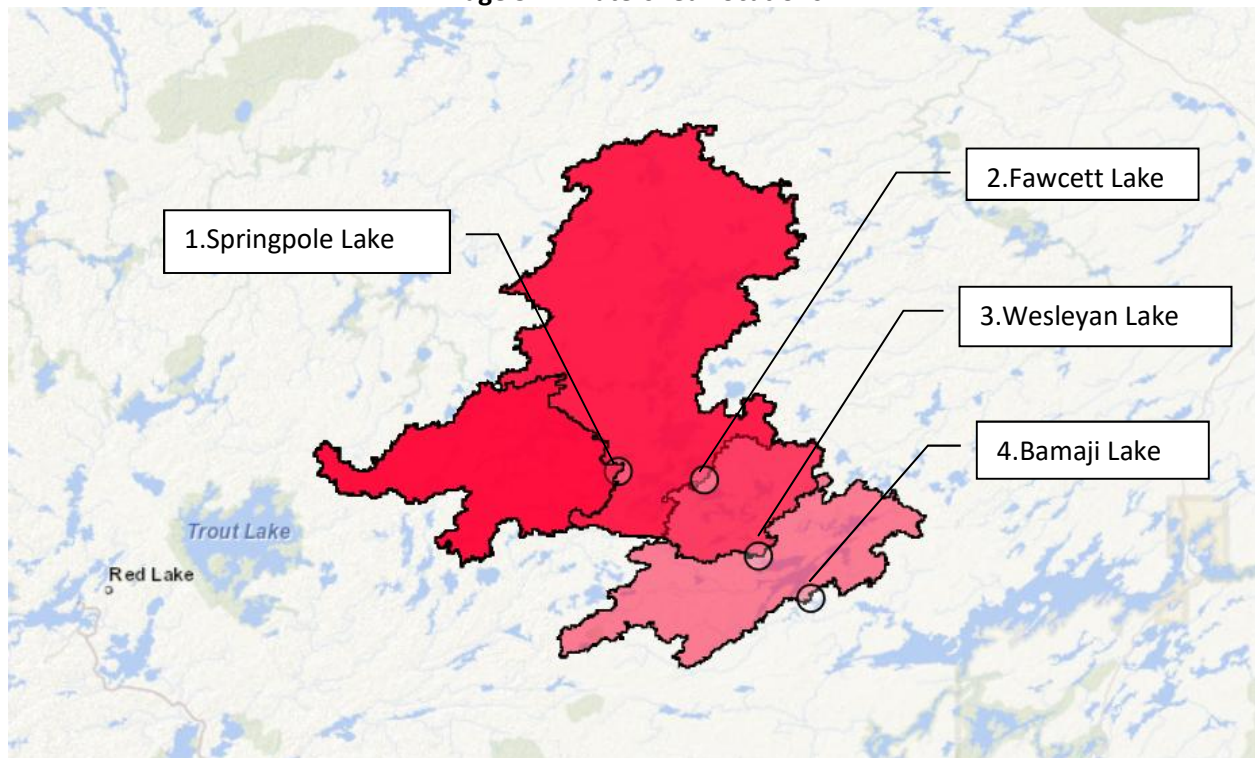 1.Springpole Lake
2.Fawcett Lake
3.Wesleyan Lake
4.Bamaji Lake
Trout Lake
Red Lake